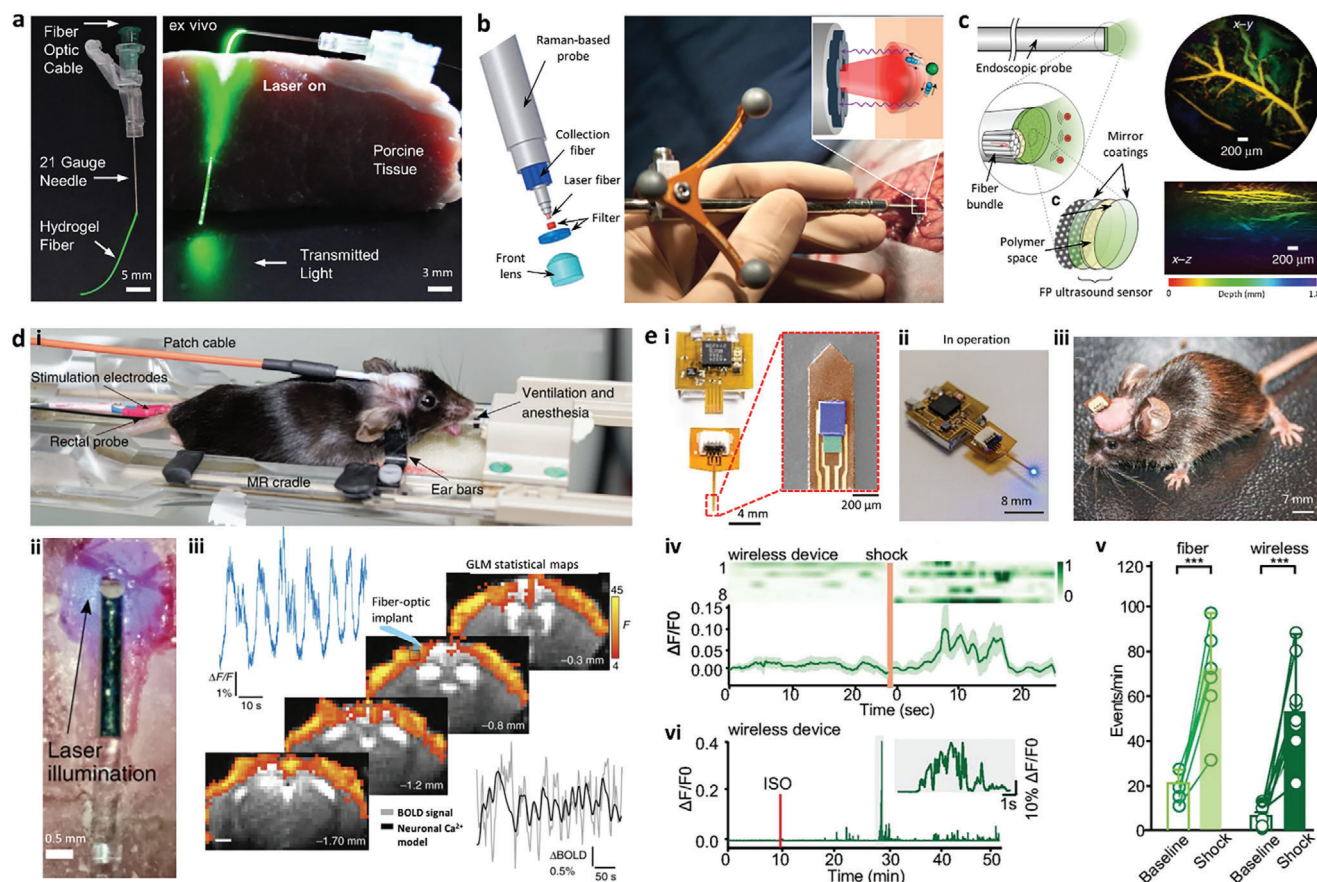 a
Fiber
Optic
Cable
21 Gauge
Needle
Hydrogel
Fiber
5 mm
ex vivo
Laser on
Porcine
Tissue
Transmitted
Light
3 mm
b
Raman-based
probe
Collection
fiber
Laser fiber
Filter
Front
lens
c
Endoscopic probe
Fiber
bundle
Mirror
coatings
c
Polymer
space
FP ultrasound sensor
x–y
200 µm
x–z
200 µm
0
Depth (mm)
1.8
d i
Patch cable
Stimulation electrodes
Rectal probe
MR cradle
Ear bars
Ventilation and
anesthesia
ii
Laser
illumination
0.5 mm
iii
ΔF/F
1%
10 s
GLM statistical maps
Fiber-optic
implant
45
F
4
−0.3 mm
−0.8 mm
−1.2 mm
−1.70 mm
BOLD signal
Neuronal Ca2+
model
ΔBOLD
0.5%
50 s
e i
4 mm
200 µm
ii
In operation
8 mm
iii
7 mm
iv
wireless device
shock
1
8
1
0
0.15
0.10
0.05
0.00
ΔF/F0
0 10 20 0 10 20
Time (sec)
v
fiber
wireless
***
***
120
100
80
60
40
20
0
Events/min
Baseline
Shock
Baseline
Shock
vi
wireless device
0.4
0.2
0.0
ΔF/F0
ISO
1s
10% ΔF/F0
0 10 20 30 40 50
Time (min)